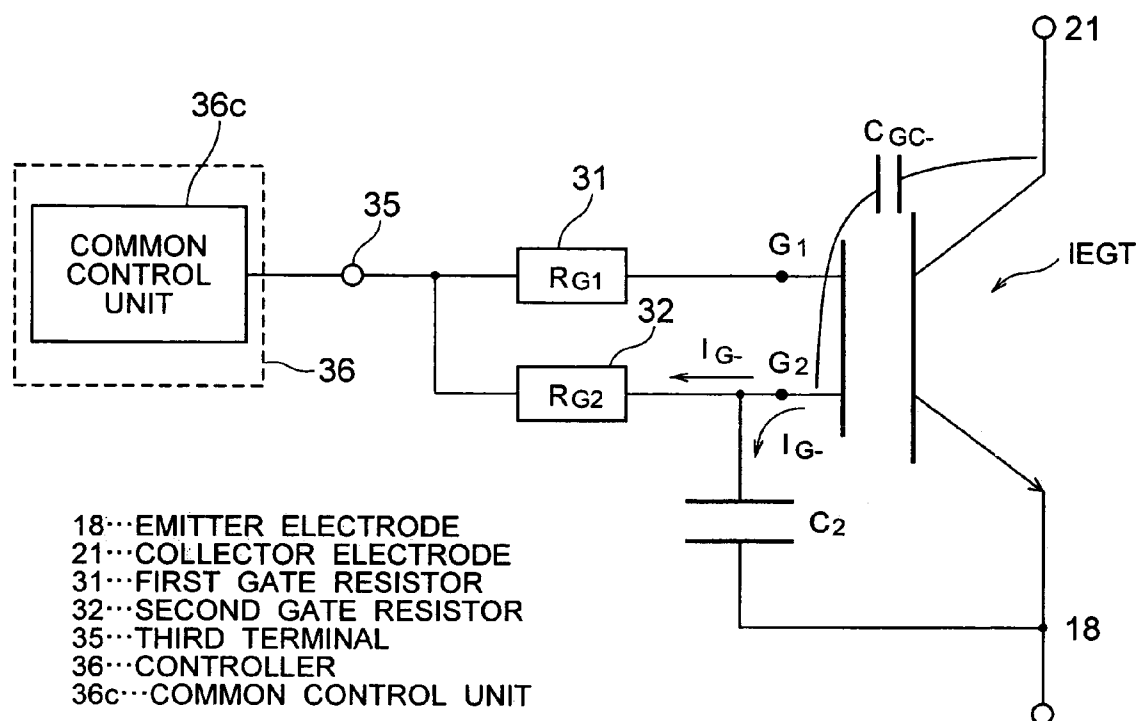 21
36c
COMMON
CONTROL
UNIT
36
35
31
RG1
32
RG2
G1
G2
IG-
IG-
CGC-
IEGT
C2
18
18…EMITTER ELECTRODE
21…COLLECTOR ELECTRODE
31…FIRST GATE RESISTOR
32…SECOND GATE RESISTOR
35…THIRD TERMINAL
36…CONTROLLER
36c…COMMON CONTROL UNIT